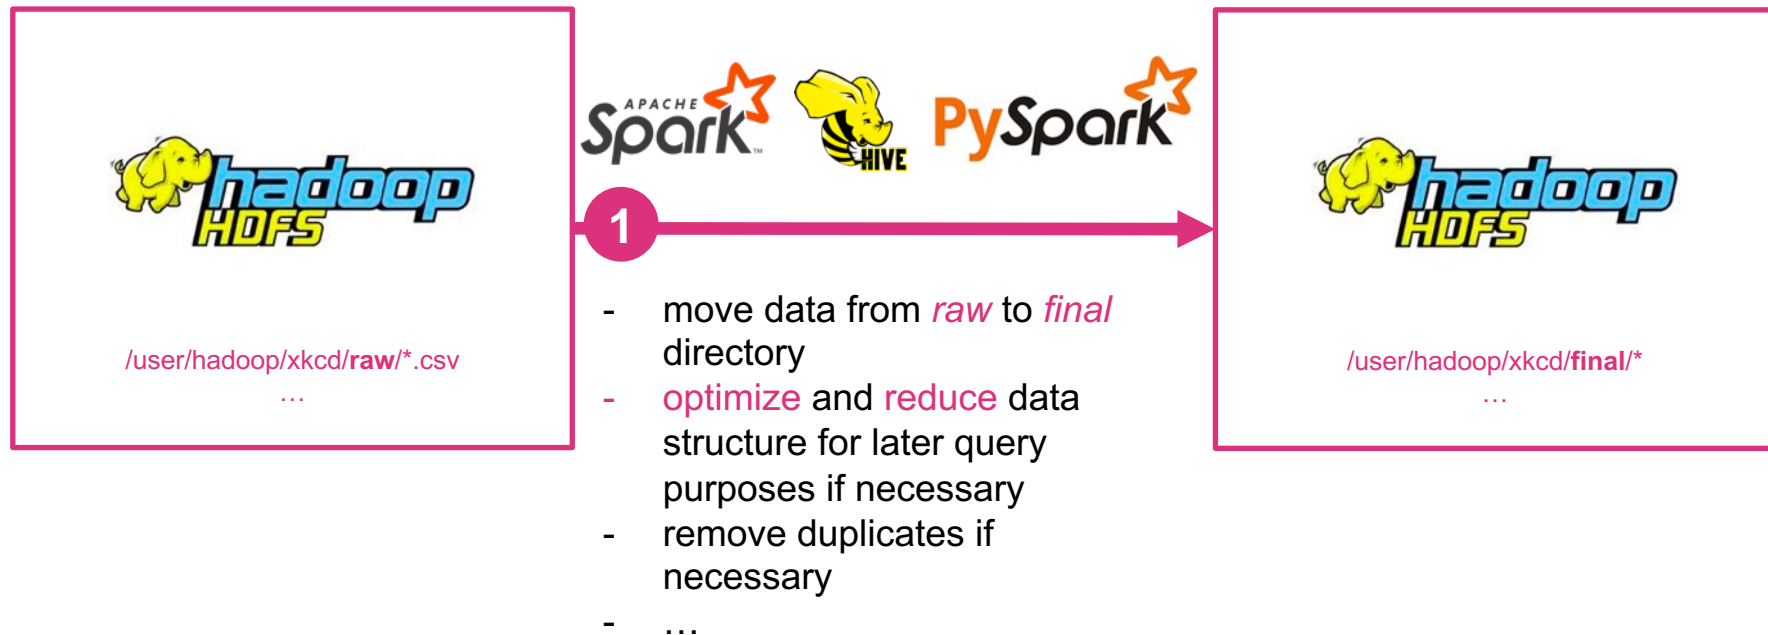 hadoop
HDFS
/user/hadoop/xkcd/raw/*.csv
...
APACHE
Spark™
HIVE
PySpark
1
- move data from raw to final
directory
- optimize and reduce data
structure for later query
purposes if necessary
- remove duplicates if
necessary
- ...
hadoop
HDFS
/user/hadoop/xkcd/final/*
...